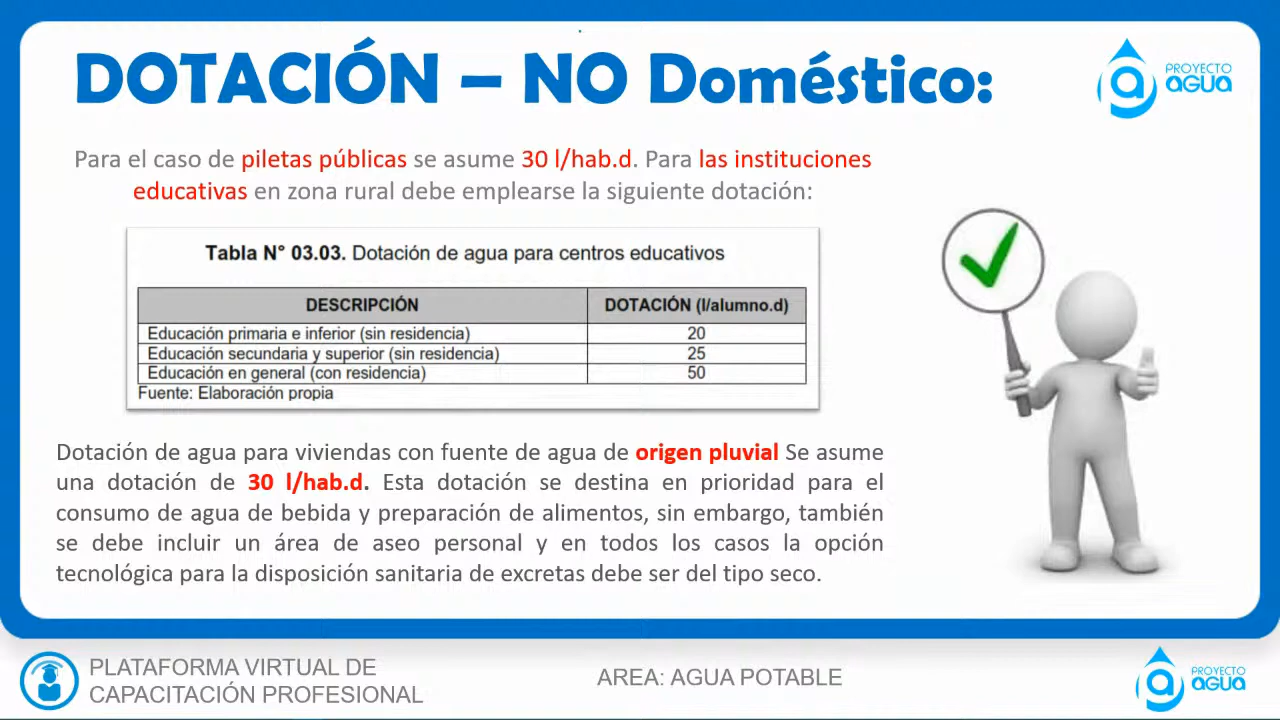 DOTACIÓN – NO Doméstico:
PROYECTO
AGUA
Para el caso de piletas públicas se asume 30 l/hab.d. Para las instituciones
educativas en zona rural debe emplearse la siguiente dotación:
Tabla N° 03.03. Dotación de agua para centros educativos
DESCRIPCIÓN DOTACIÓN (l/alumno.d)
Educación primaria e inferior (sin residencia) 20
Educación secundaria y superior (sin residencia) 25
Educación en general (con residencia) 50
Fuente: Elaboración propia
Dotación de agua para viviendas con fuente de agua de origen pluvial Se asume
una dotación de 30 l/hab.d. Esta dotación se destina en prioridad para el
consumo de agua de bebida y preparación de alimentos, sin embargo, también
se debe incluir un área de aseo personal y en todos los casos la opción
tecnológica para la disposición sanitaria de excretas debe ser del tipo seco.
PLATAFORMA VIRTUAL DE
CAPACITACIÓN PROFESIONAL
AREA: AGUA POTABLE
PROYECTO
AGUA